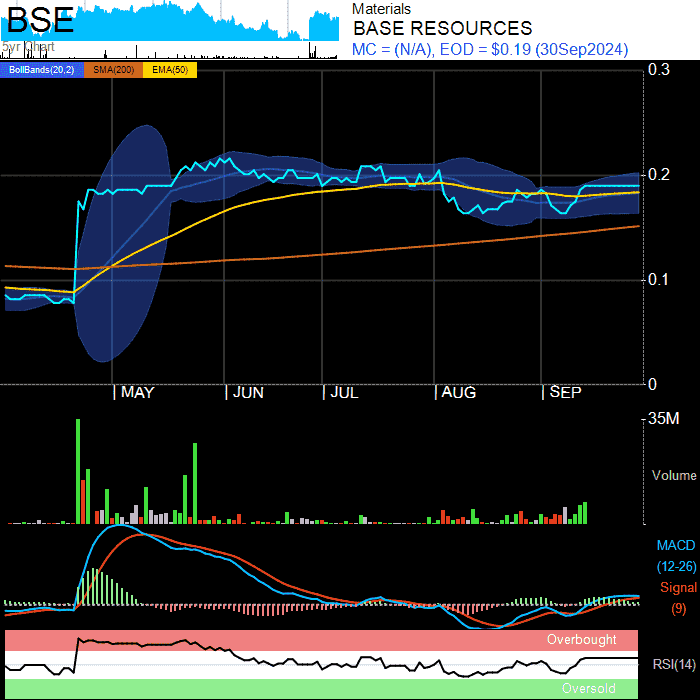 BSE
5yr Chart
Materials
BASE RESOURCES
MC = (N/A), EOD = $0.19 (30Sep2024)
BollBands(20,2) SMA(200) EMA(50)
0.3
0.2
0.1
0
MAY JUN JUL AUG SEP
35M
Volume
MACD
(12-26)
Signal
(9)
Overbought
RSI(14)
Oversold